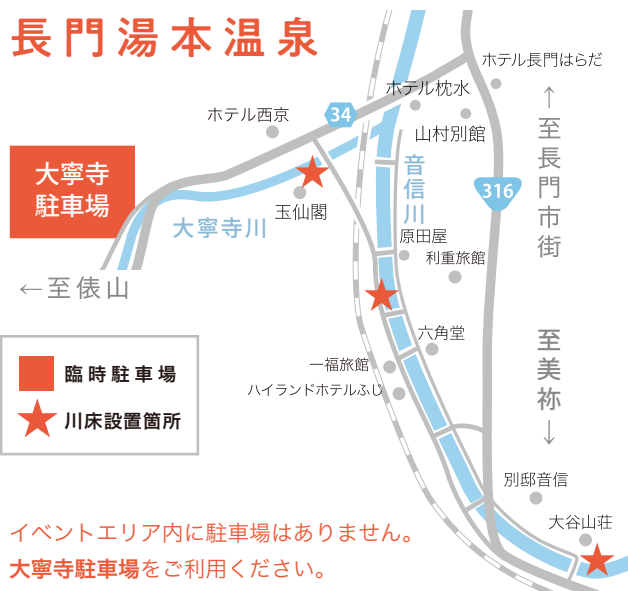 長門湯本温泉
ホテル長門はらだ
ホテル枕水
34
ホテル西京
山村別館
↑
至長門市街
大寧寺
駐車場
音信川
316
玉仙閣
大寧寺川
原田屋
利重旅館
←至俵山
六角堂
至美祢
↓
一福旅館
ハイランドホテルふじ
臨時駐車場
川床設置箇所
別邸音信
大谷山荘
イベントエリア内に駐車場はありません。
大寧寺駐車場をご利用ください。